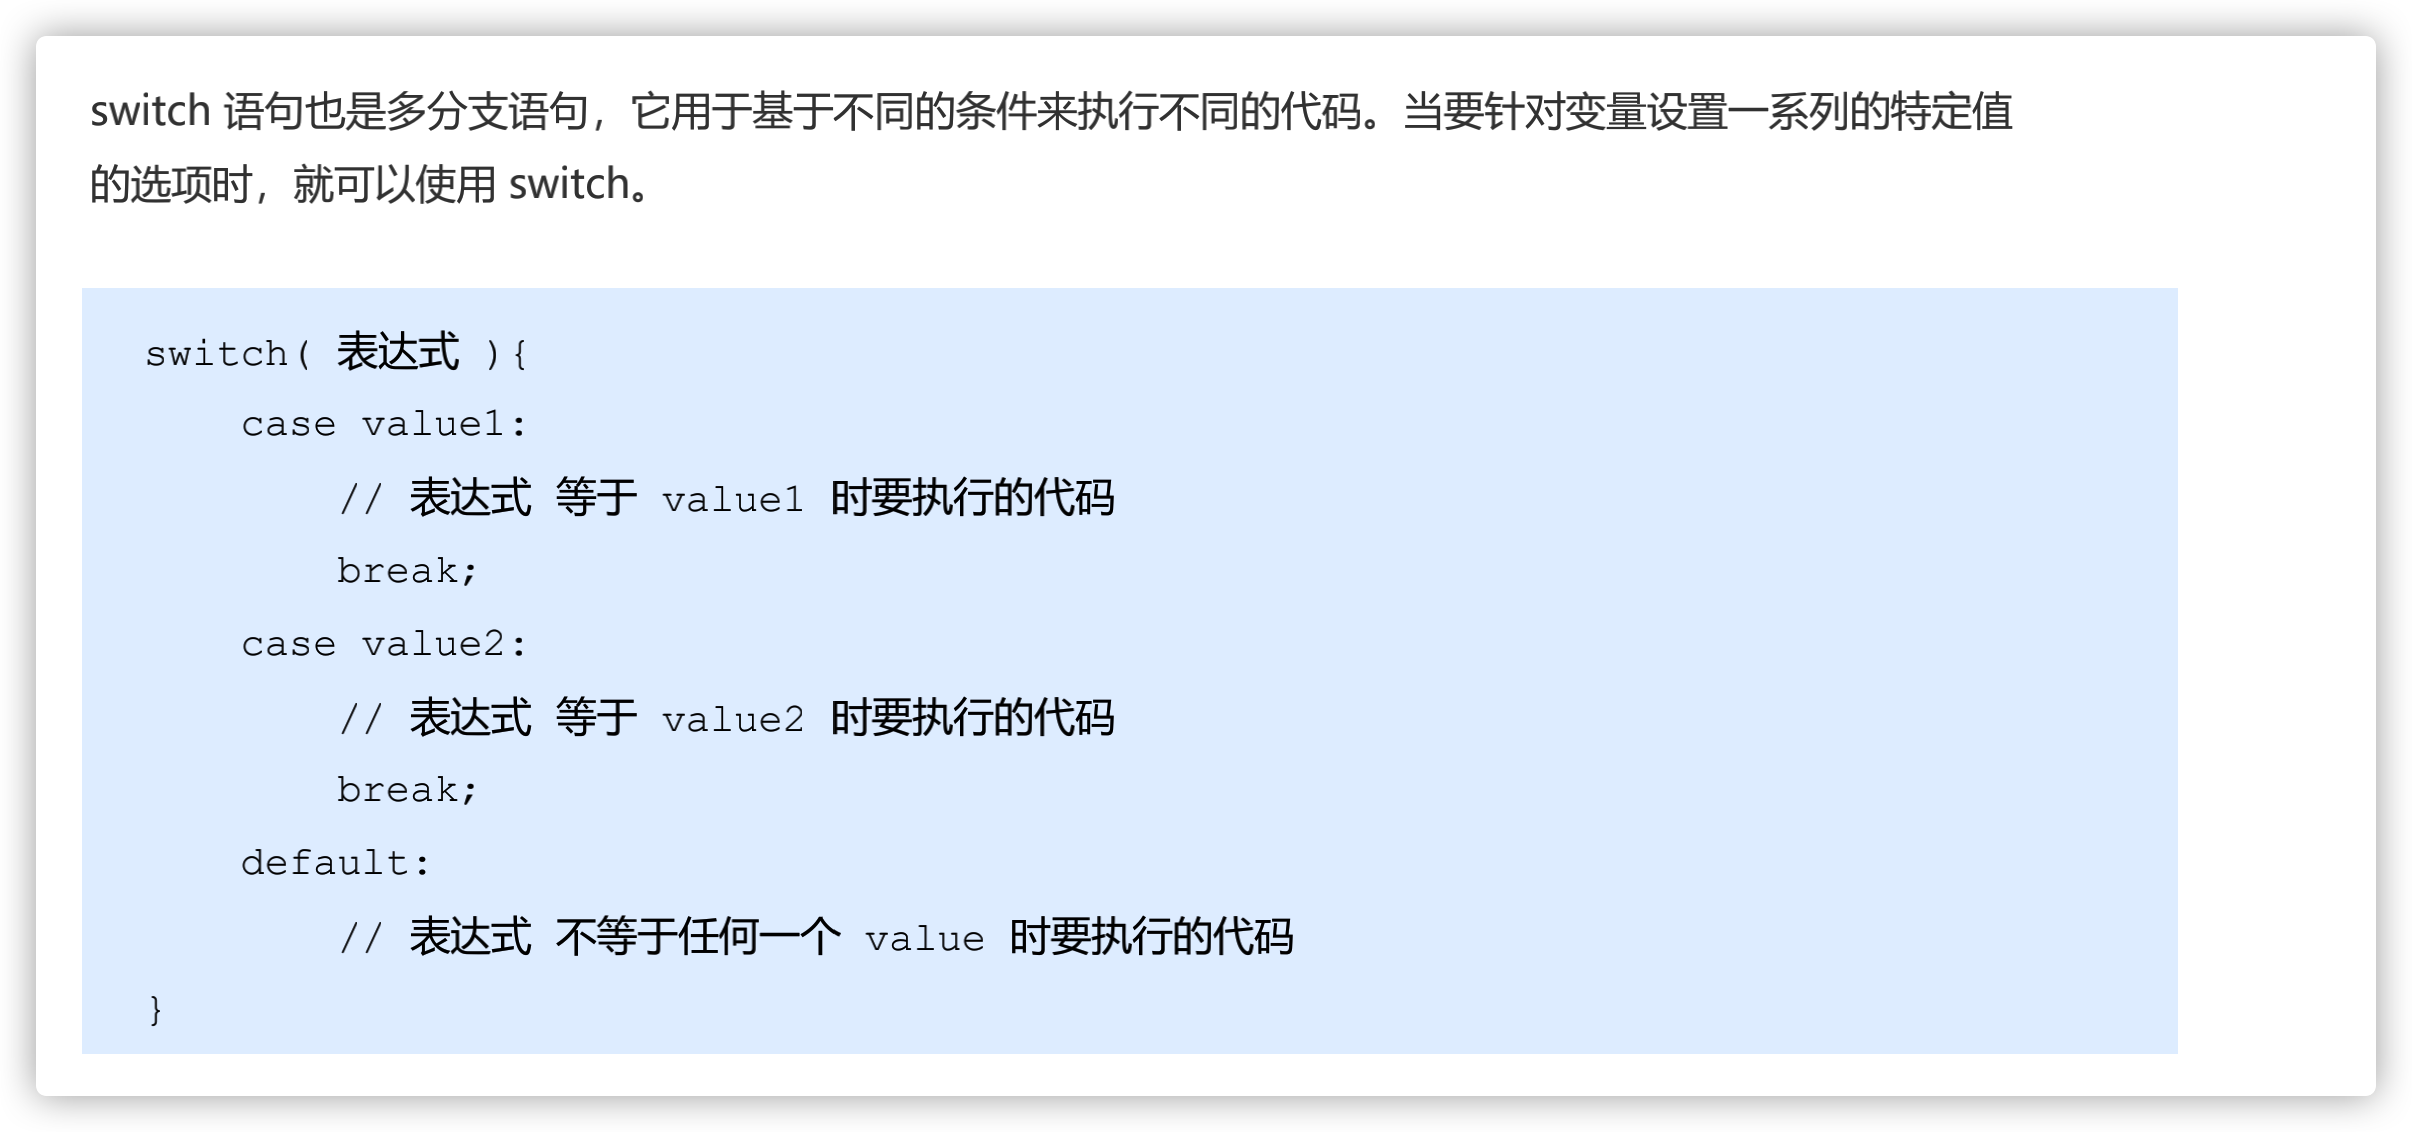 switch 语句也是多分支语句，它用于基于不同的条件来执行不同的代码。当要针对变量设置一系列的特定值
的选项时，就可以使用 switch。
switch( 表达式 ){
case value1:
// 表达式 等于 value1 时要执行的代码
break;
case value2:
// 表达式 等于 value2 时要执行的代码
break;
default:
// 表达式 不等于任何一个 value 时要执行的代码
}